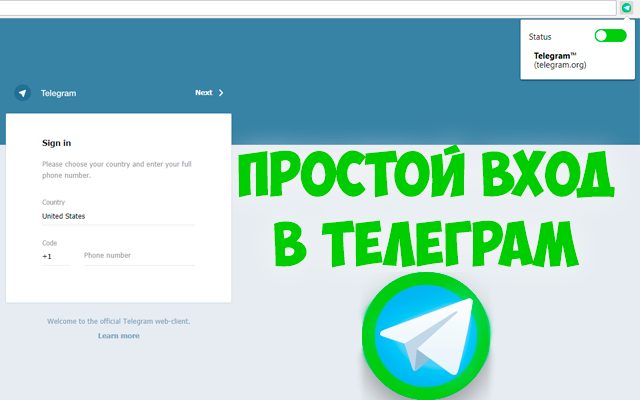 Status
Telegram™
(telegram.org)
Telegram
Next
Sign in
Please choose your country and enter your full
phone number.
Country
United States
Code
+1
Phone number
Welcome to the official Telegram web-client.
Learn more
ПРОСТОЙ ВХОД
В ТЕЛЕГРАМ